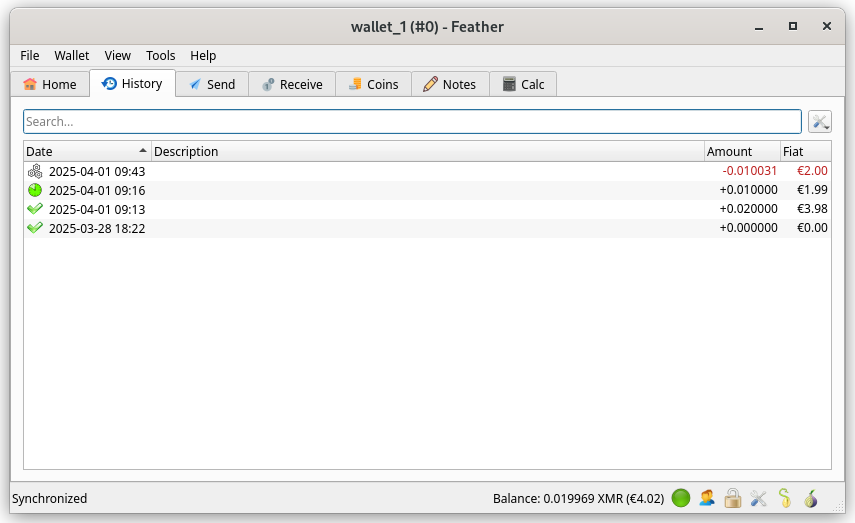 wallet_1 (#0) - Feather
File Wallet View Tools Help
Home History Send Receive Coins Notes Calc
Search...
Date Description Amount Fiat
2025-04-01 09:43 -0.010031 €2.00
2025-04-01 09:16 +0.010000 €1.99
2025-04-01 09:13 +0.020000 €3.98
2025-03-28 18:22 +0.000000 €0.00
Synchronized Balance: 0.019969 XMR (€4.02)